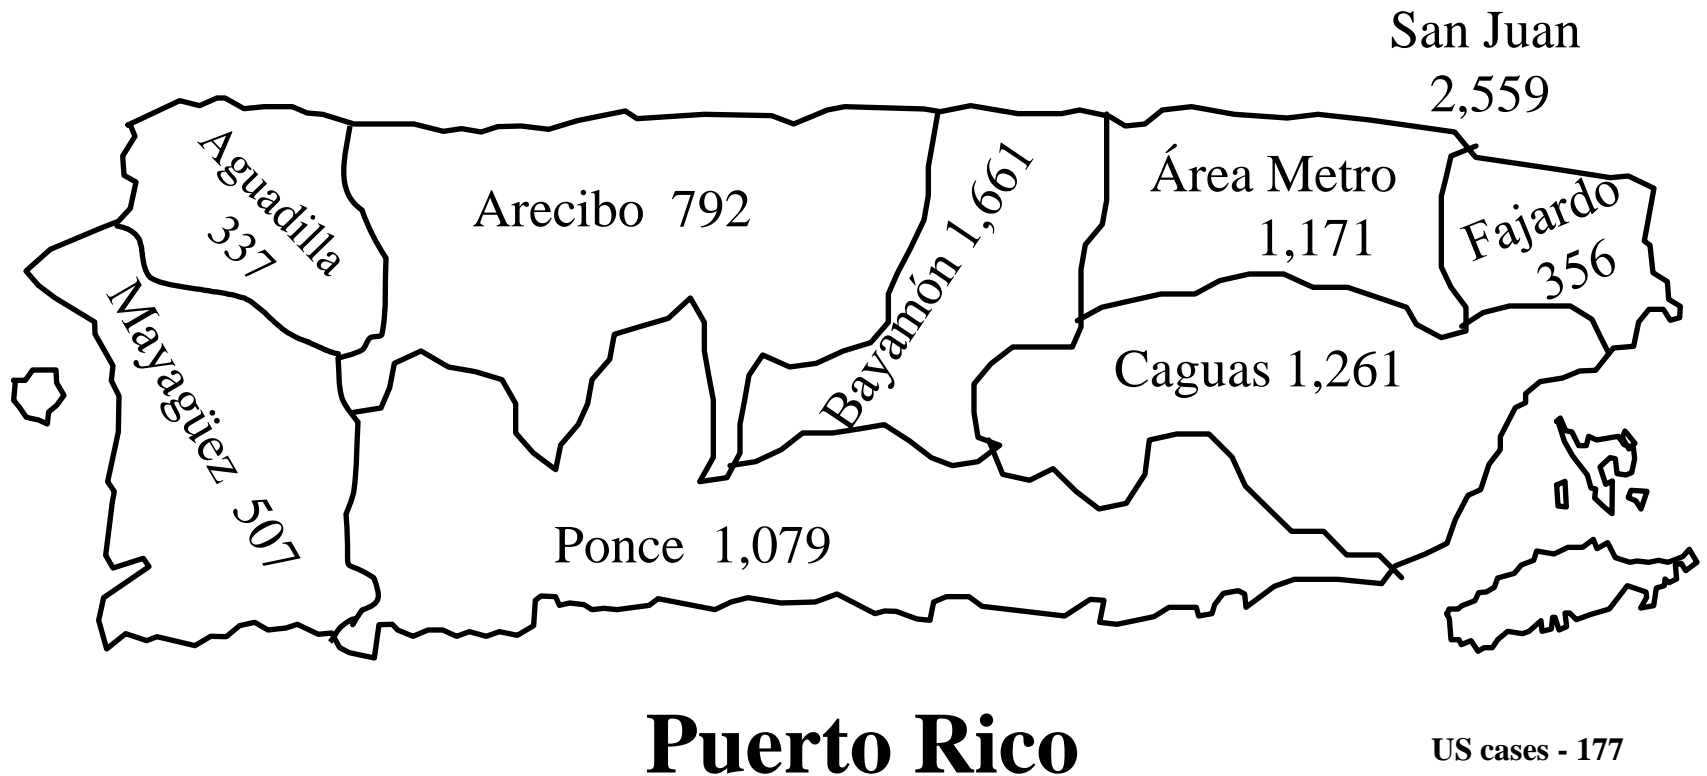 San Juan
2,559
Aguadilla
337
Arecibo 792
Bayamón 1,661
Área Metro
1,171
Fajardo
356
Mayagüez 507
Caguas 1,261
Ponce 1,079
Puerto Rico
US cases - 177